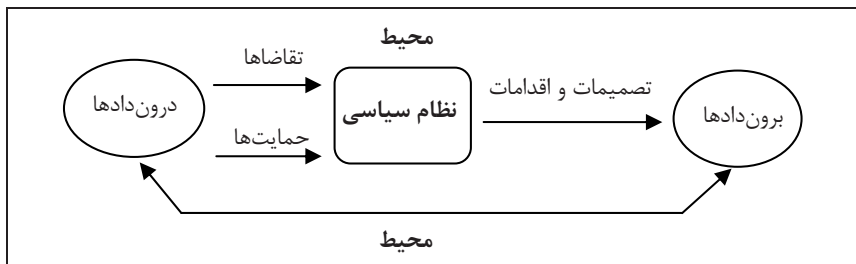 محیط
تقاضاها
درون‌دادها
حمایت‌ها
نظام سیاسی
تصمیمات و اقدامات
برون‌دادها
محیط